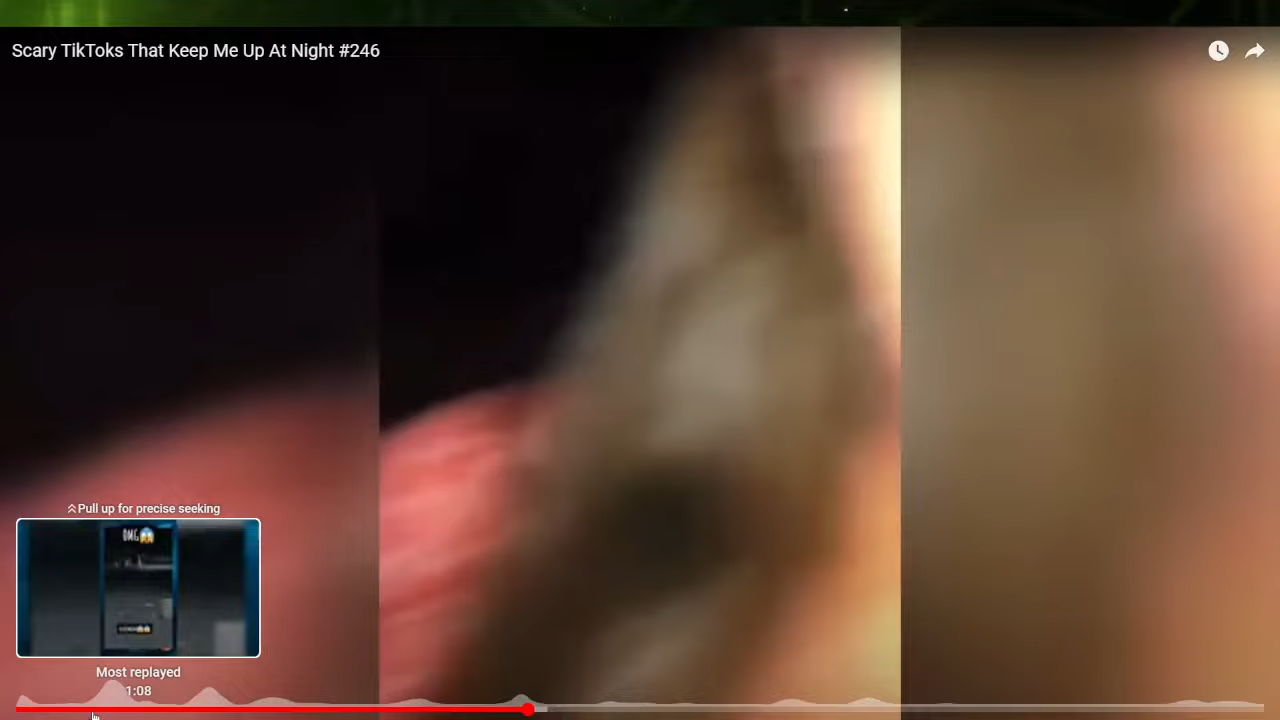 Scary TikToks That Keep Me Up At Night #246
Pull up for precise seeking
OMG😱
Most replayed
1:08